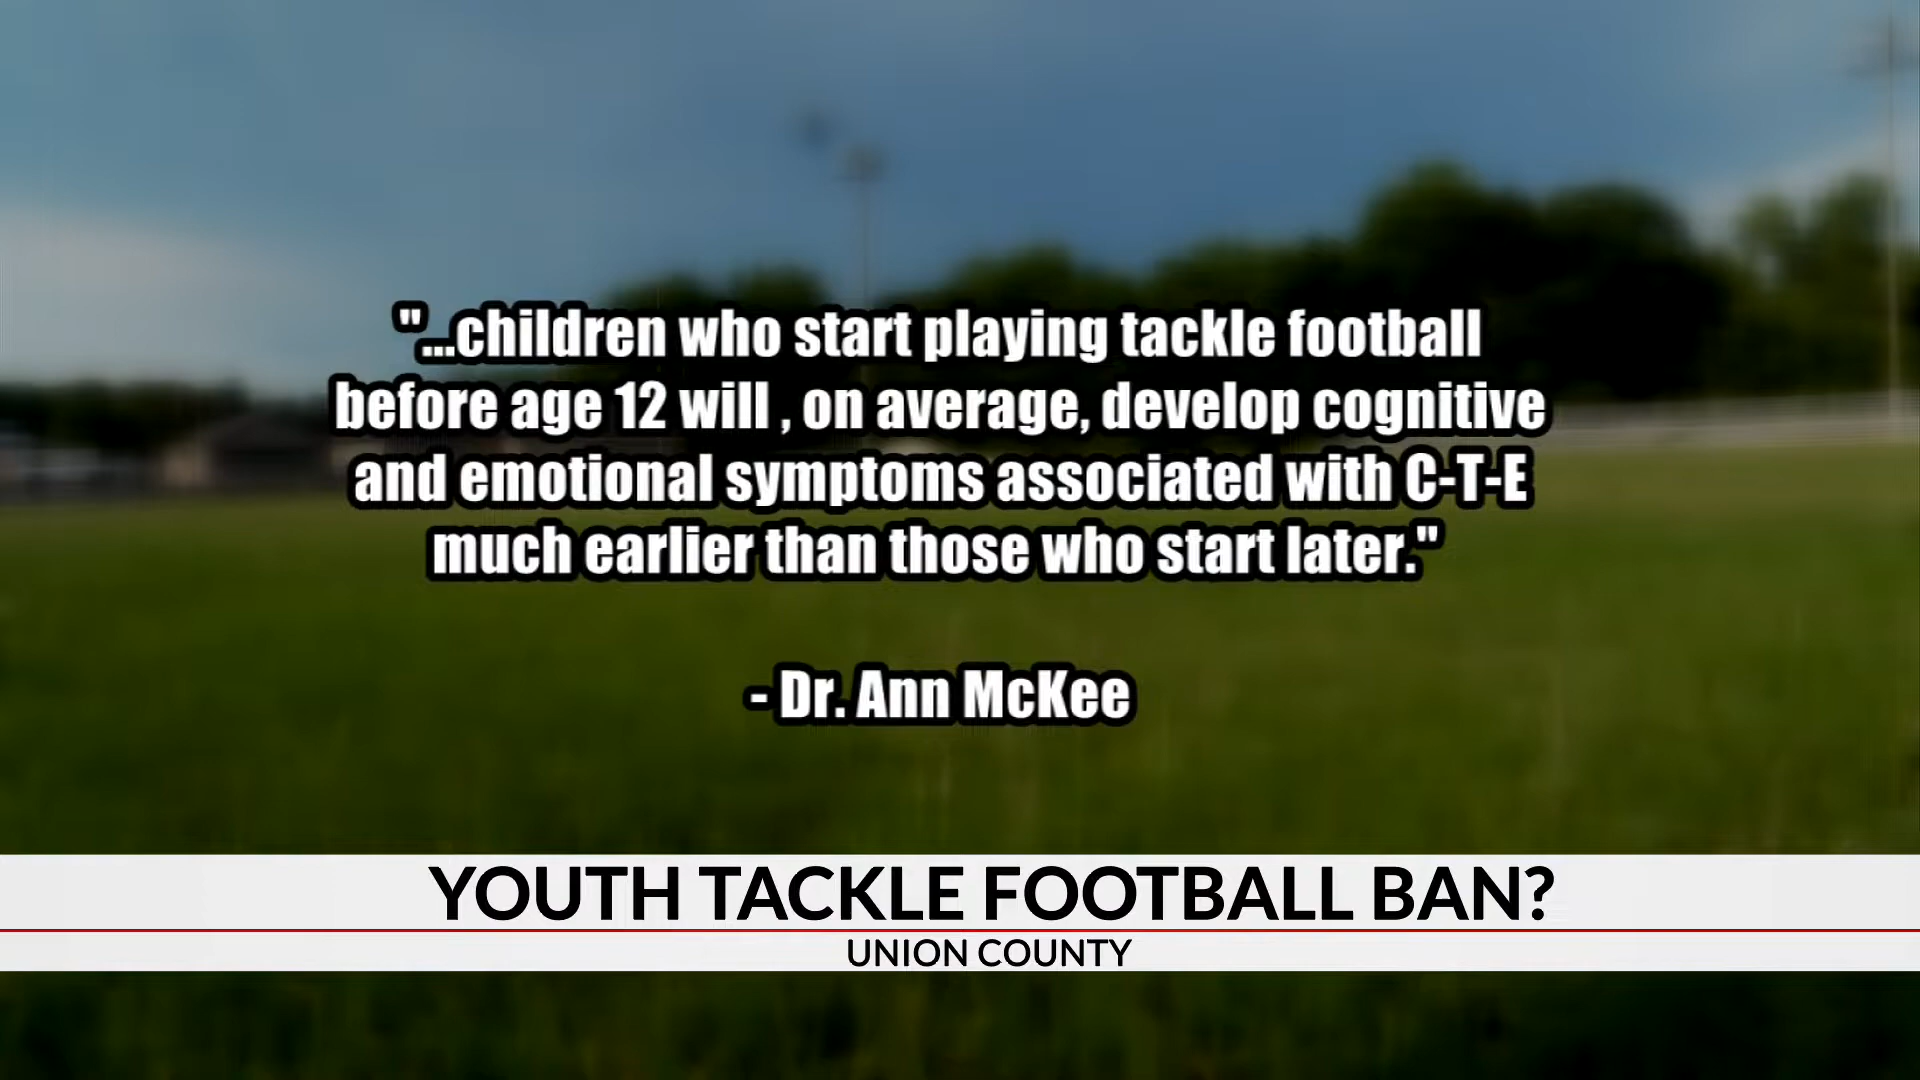 "...children who start playing tackle football
before age 12 will , on average, develop cognitive
and emotional symptoms associated with C-T-E
much earlier than those who start later."
- Dr. Ann McKee
YOUTH TACKLE FOOTBALL BAN?
UNION COUNTY